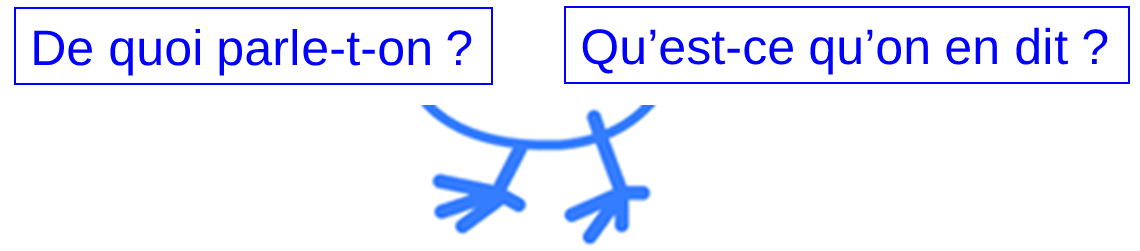 De quoi parle-t-on ?
Qu’est-ce qu’on en dit ?